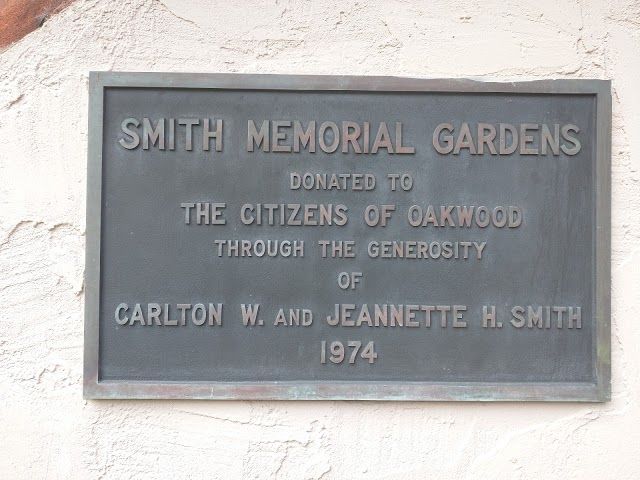 SMITH MEMORIAL GARDENS
DONATED TO
THE CITIZENS OF OAKWOOD
THROUGH THE GENEROSITY
OF
CARLTON W. AND JEANNETTE H. SMITH
1974